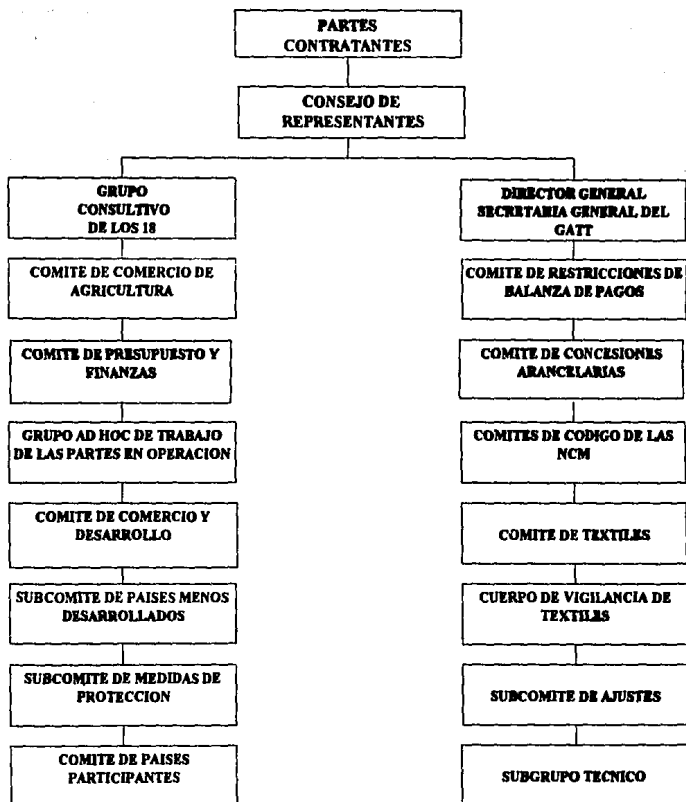 PARTES
CONTRATANTES
CONSEJO DE
REPRESENTANTES
GRUPO
CONSULTIVO
DE LOS 18
COMITE DE COMERCIO DE
AGRICULTURA
COMITE DE PRESUPUESTO Y
FINANZAS
GRUPO AD HOC DE TRABAJO
DE LAS PARTES EN OPERACION
COMITE DE COMERCIO Y
DESARROLLO
SUBCOMITE DE PAISES MENOS
DESARROLLADOS
SUBCOMITE DE MEDIDAS DE
PROTECCION
COMITE DE PAISES
PARTICIPANTES
DIRECTOR GENERAL
SECRETARIA GENERAL DEL
GATT
COMITE DE RESTRICCIONES DE
BALANZA DE PAGOS
COMITE DE CONCESIONES
ARANCELARIAS
COMITES DE CODIGO DE LAS
NCM
COMITE DE TEXTILES
CUERPO DE VIGILANCIA DE
TEXTILES
SUBCOMITE DE AJUSTES
SUBGRUPO TECNICO